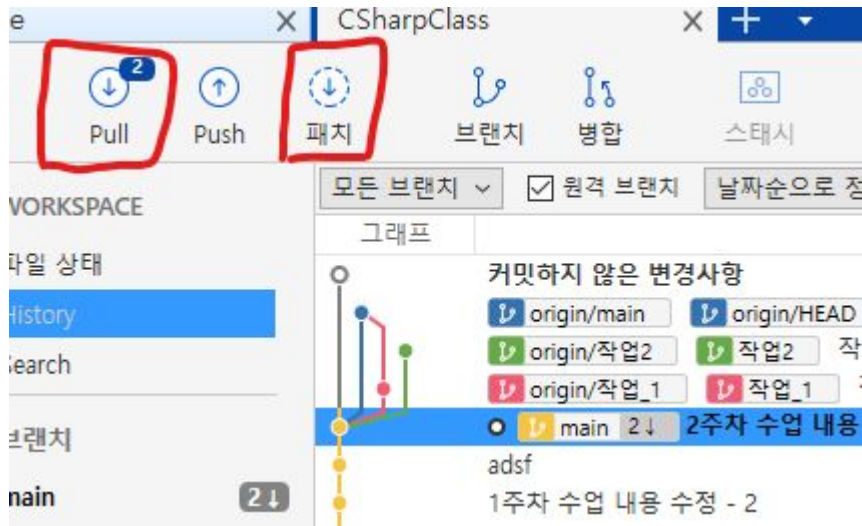 e CSharpClass
2
Pull Push 패치 브랜치 병합 스태시
모든 브랜치 원격 브랜치 날짜순으로 정
WORKSPACE
그래프
파일 상태
커밋하지 않은 변경사항
History
origin/main origin/HEAD
Search
origin/작업2 작업2 작
origin/작업_1 작업_1
브랜치
main 2↓ 2주차 수업 내용
adsf
main 2↓
1주차 수업 내용 수정 - 2